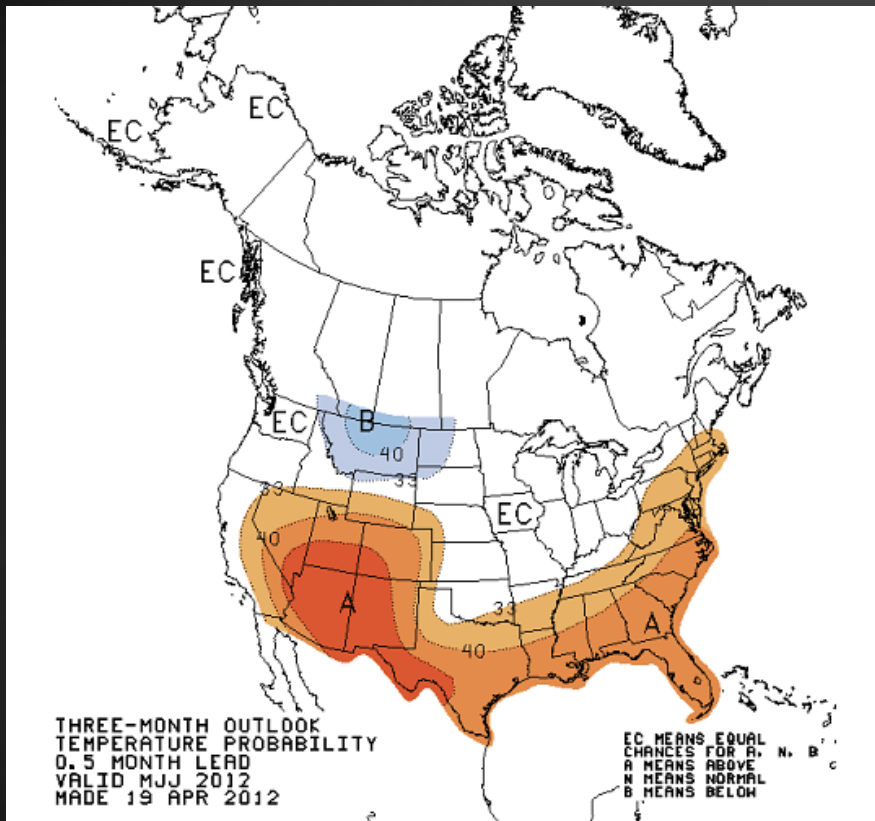 EC
EC
EC
EC
B
40
33
33
EC
40
33
A
A
40
THREE-MONTH OUTLOOK
TEMPERATURE PROBABILITY
0.5 MONTH LEAD
VALID MJJ 2012
MADE 19 APR 2012
EC MEANS EQUAL
CHANCES FOR A, N, B
A MEANS ABOVE
N MEANS NORMAL
B MEANS BELOW